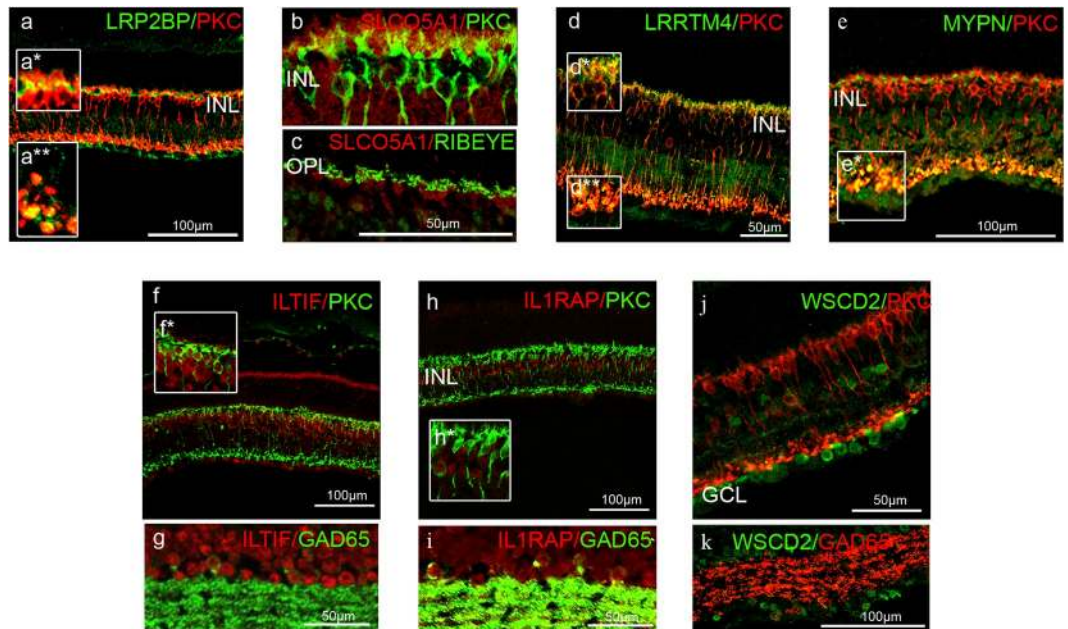 a
LRP2BP/PKC
a*
INL
a**
100μm
b
SLCO5A1/PKC
INL
c
SLCO5A1/RIBEYE
OPL
50μm
d
LRRTM4/PKC
d*
INL
d**
50μm
e
MYPN/PKC
INL
e*
100μm
f
ILTIF/PKC
f*
100μm
g
ILTIF/GAD65
50μm
h
IL1RAP/PKC
INL
h*
100μm
i
IL1RAP/GAD65
50μm
j
WSCD2/PKC
GCL
50μm
k
WSCD2/GAD65
100μm